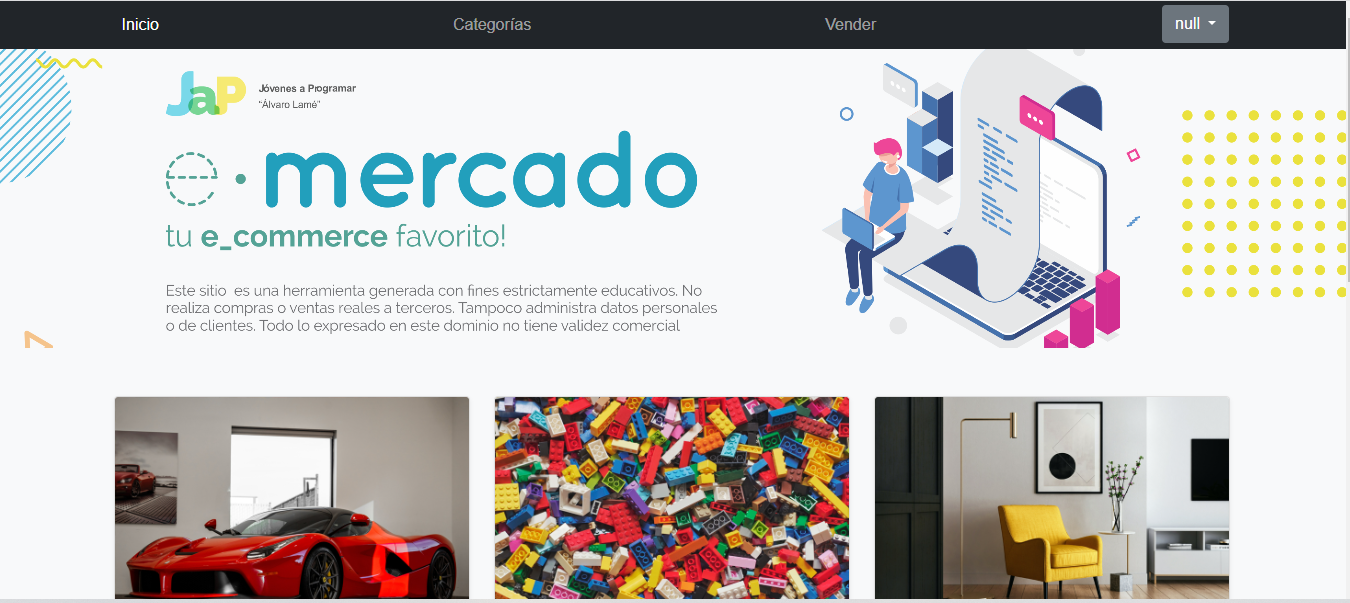 Inicio Categorías Vender null
JaP Jóvenes a Programar
"Álvaro Lamé"
e·mercado
tu e_commerce favorito!
Este sitio es una herramienta generada con fines estrictamente educativos. No
realiza compras o ventas reales a terceros. Tampoco administra datos personales
o de clientes. Todo lo expresado en este dominio no tiene validez comercial